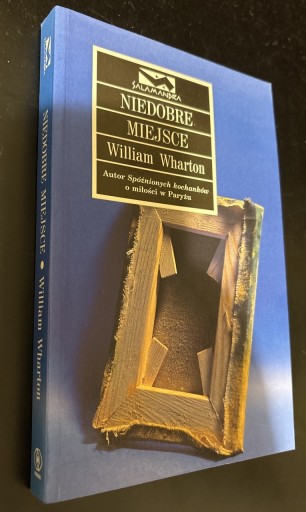 SALAMANDRA
NIEDOBRE
MIEJSCE
William Wharton
Autor Spóźnionych kochanków
o miłości w Paryżu
NIEDOBRE MIEJSCE • William Wharton